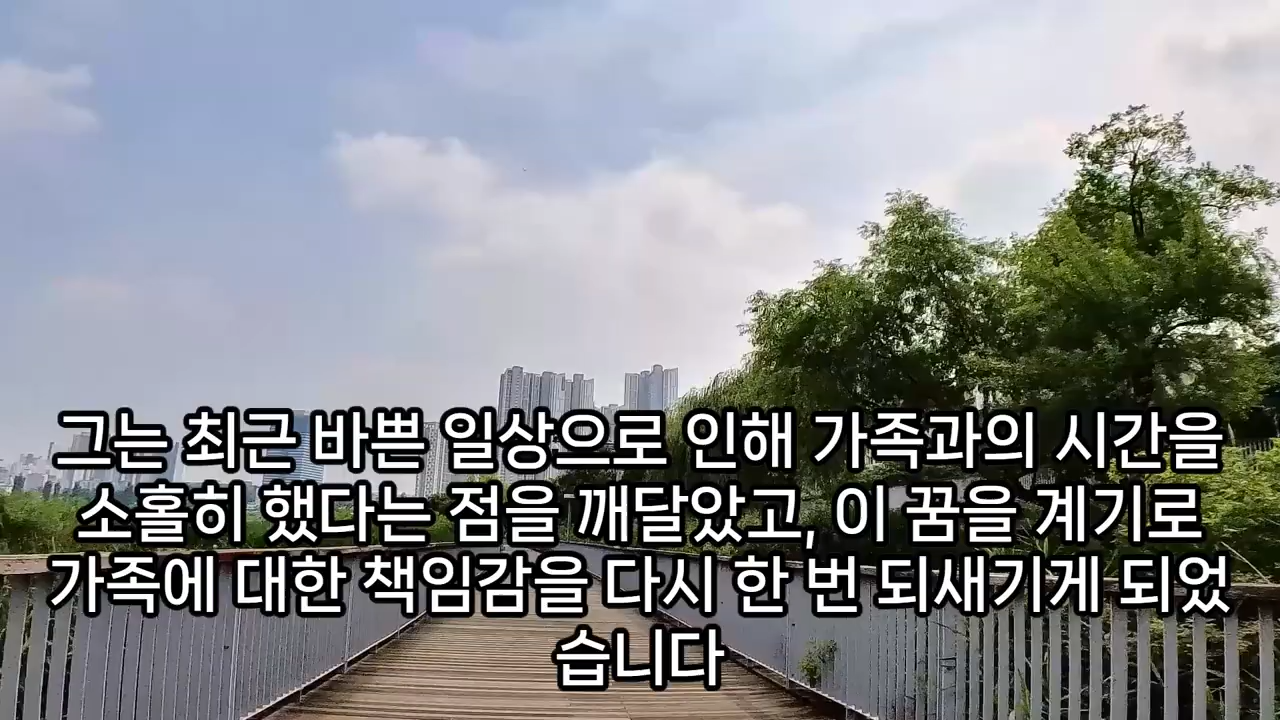 그는 최근 바쁜 일상으로 인해 가족과의 시간을
소홀히 했다는 점을 깨달았고, 이 꿈을 계기로
가족에 대한 책임감을 다시 한 번 되새기게 되었
습니다